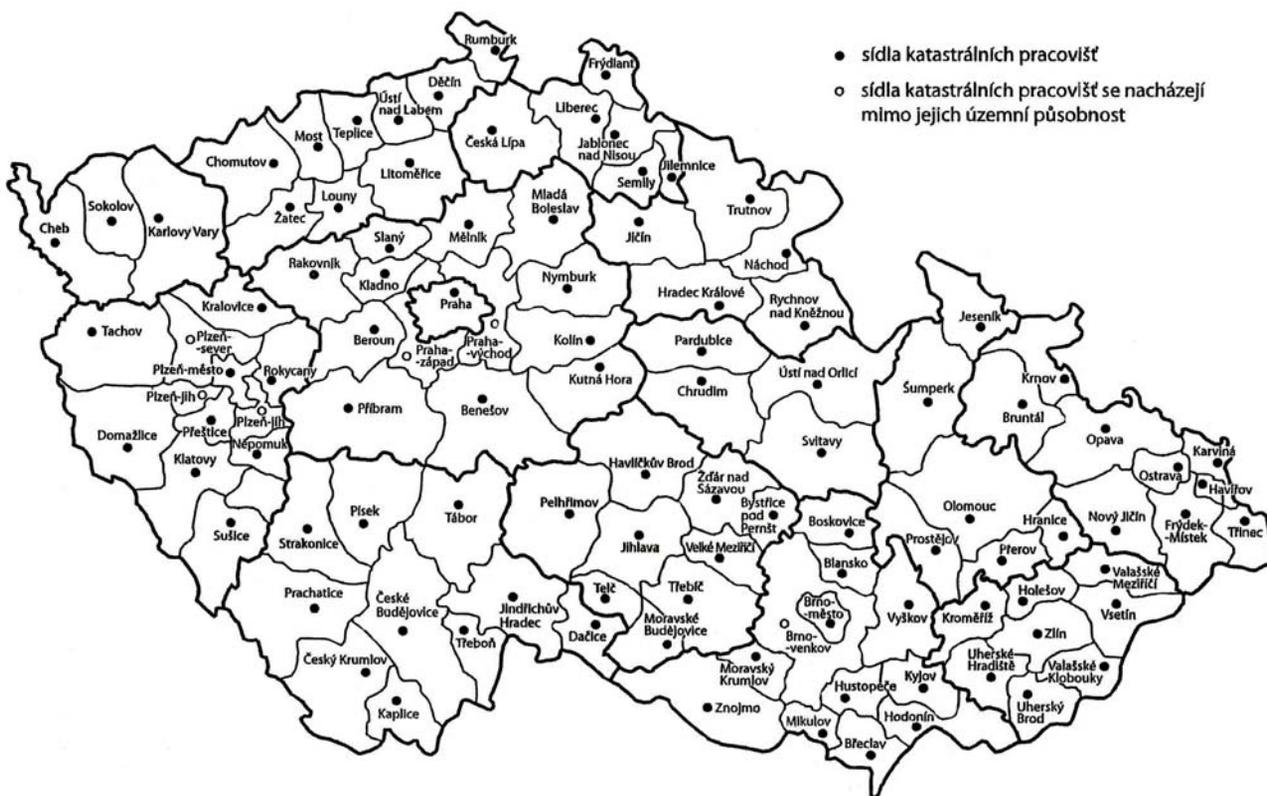 ● sídla katastrálních pracovišť
○ sídla katastrálních pracovišť se nacházejí
mimo jejich územní působnost
Rumburk
Frýdlant
Děčín
Ústí
nad Labem
Liberec
Teplice
Most
Česká Lípa
Jablonec
nad Nisou
Chomutov
Litoměřice
Semily
Jilemnice
Mladá
Boleslav
Trutnov
Sokolov
Louny
Žatec
Cheb
Karlovy Vary
Mělník
Jičín
Slaný
Náchod
Rakovník
Kladno
Nymburk
Praha
Hradec Králové
Rychnov
nad Kněžnou
Kralovice
Jeseník
Tachov
Plzeň-
-sever
Beroun
Praha-
-západ
Praha-
-východ
Kolín
Pardubice
Plzeň-město
Rokycany
Kutná Hora
Ústí nad Orlicí
Šumperk
Krnov
Plzeň-jih
Chrudim
Bruntál
Příbram
Benešov
Přeštice
Plzeň-jih
Domažlice
Nepomuk
Opava
Klatovy
Svitavy
Karviná
Havlíčkův Brod
Ostrava
Žďár nad
Sázavou
Havířov
Písek
Tábor
Pelhřimov
Bystřice
pod
Pernšt
Boskovice
Olomouc
Hranice
Nový Jičín
Frýdek-
-Místek
Třinec
Sušice
Strakonice
Jihlava
Velké Meziříčí
Prostějov
Přerov
Blansko
Valašské
Meziříčí
Prachatice
České
Budějovice
Jindřichův
Hradec
Telč
Třebíč
Brno-
-město
Holešov
Vsetín
Vyškov
Kroměříž
Dačice
Moravské
Budějovice
Brno-
-venkov
Zlín
Třeboň
Český Krumlov
Moravský
Krumlov
Uherské
Hradiště
Valašské
Klobouky
Kyjov
Hustopeče
Kaplice
Znojmo
Uherský
Brod
Mikulov
Hodonín
Břeclav